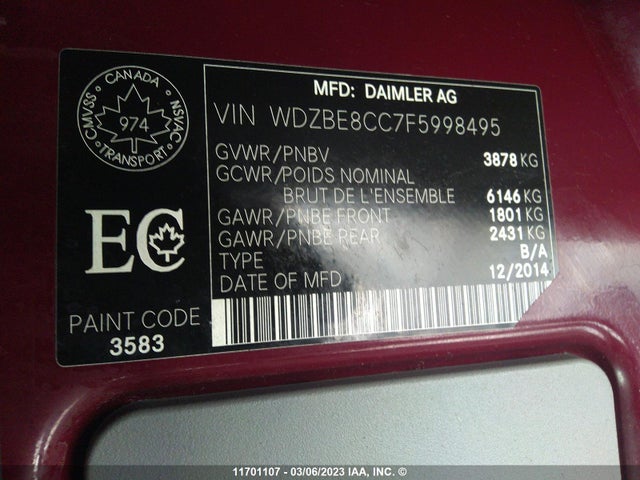 CANADA
CMVSS
NSVAC
974
TRANSPORT
MFD: DAIMLER AG
VIN WDZBE8CC7F5998495
GVWR/PNBV 3878 KG
GCWR/POIDS NOMINAL
BRUT DE L'ENSEMBLE 6146 KG
GAWR/PNBE FRONT 1801 KG
GAWR/PNBE REAR 2431 KG
TYPE B/A
DATE OF MFD 12/2014
EC
PAINT CODE
3583
11701107 - 03/06/2023 IAA, INC. ©